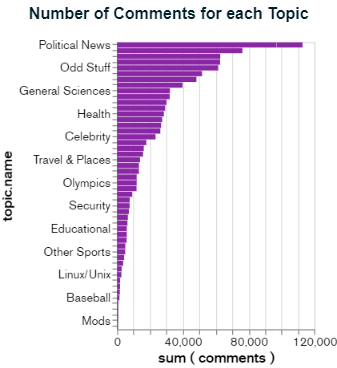 Number of Comments for each Topic
Political News
Odd Stuff
General Sciences
Health
Celebrity
Travel & Places
Olympics
Security
Educational
Other Sports
Linux/Unix
Baseball
Mods
topic.name
0 40,000 80,000 120,000
sum ( comments )